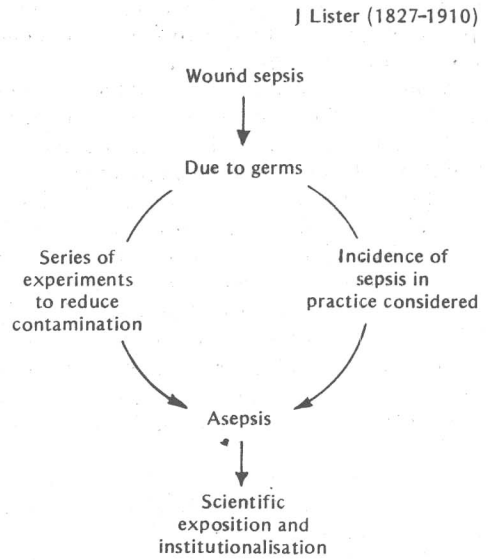 J Lister (1827–1910)
Wound sepsis
Due to germs
Series of
experiments
to reduce
contamination
Incidence of
sepsis in
practice considered
Asepsis
Scientific
exposition and
institutionalisation